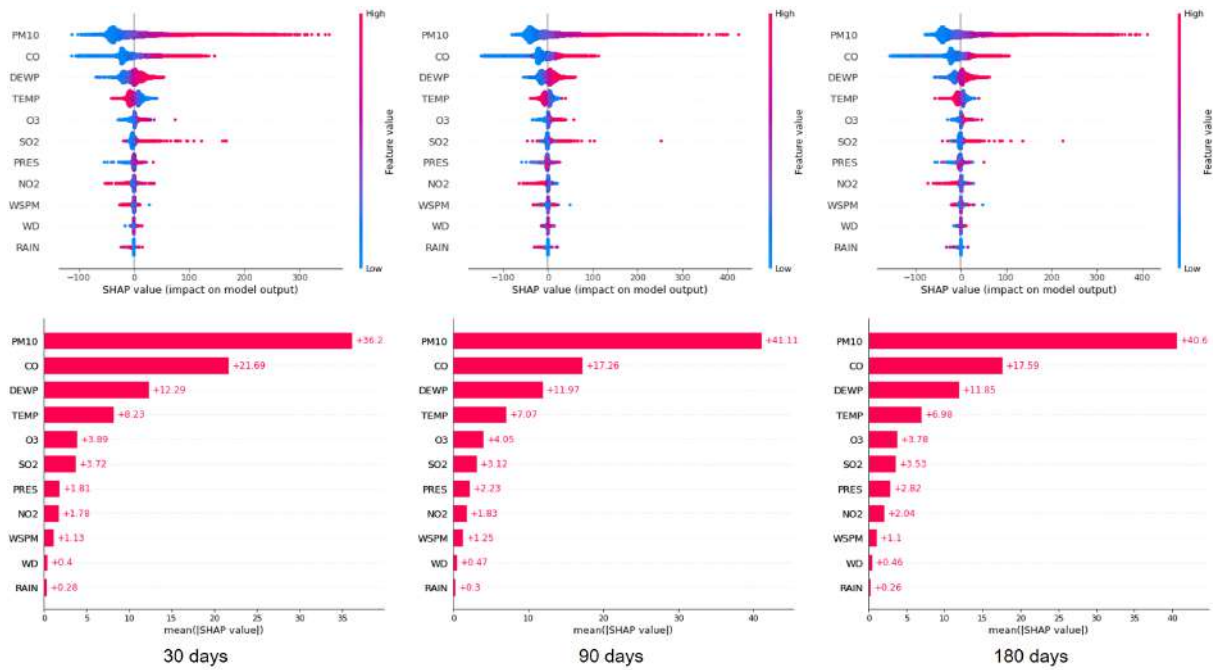 High
PM10
CO
DEWP
TEMP
O3
SO2
PRES
NO2
WSPM
WD
RAIN
Feature value
Low
−100 0 100 200 300
SHAP value (impact on model output)
High
PM10
CO
DEWP
TEMP
O3
SO2
PRES
NO2
WSPM
WD
RAIN
Feature value
Low
−100 0 100 200 300 400
SHAP value (impact on model output)
High
PM10
CO
DEWP
TEMP
O3
SO2
PRES
NO2
WSPM
WD
RAIN
Feature value
Low
−100 0 100 200 300 400
SHAP value (impact on model output)
PM10 +36.2
CO +21.69
DEWP +12.29
TEMP +8.23
O3 +3.89
SO2 +3.72
PRES +1.81
NO2 +1.78
WSPM +1.13
WD +0.4
RAIN +0.28
0 5 10 15 20 25 30 35
mean(|SHAP value|)
30 days
PM10 +41.11
CO +17.26
DEWP +11.97
TEMP +7.07
O3 +4.05
SO2 +3.12
PRES +2.23
NO2 +1.83
WSPM +1.25
WD +0.47
RAIN +0.3
0 10 20 30 40
mean(|SHAP value|)
90 days
PM10 +40.6
CO +17.59
DEWP +11.85
TEMP +6.98
O3 +3.78
SO2 +3.53
PRES +2.82
NO2 +2.04
WSPM +1.1
WD +0.46
RAIN +0.26
0 5 10 15 20 25 30 35 40
mean(|SHAP value|)
180 days